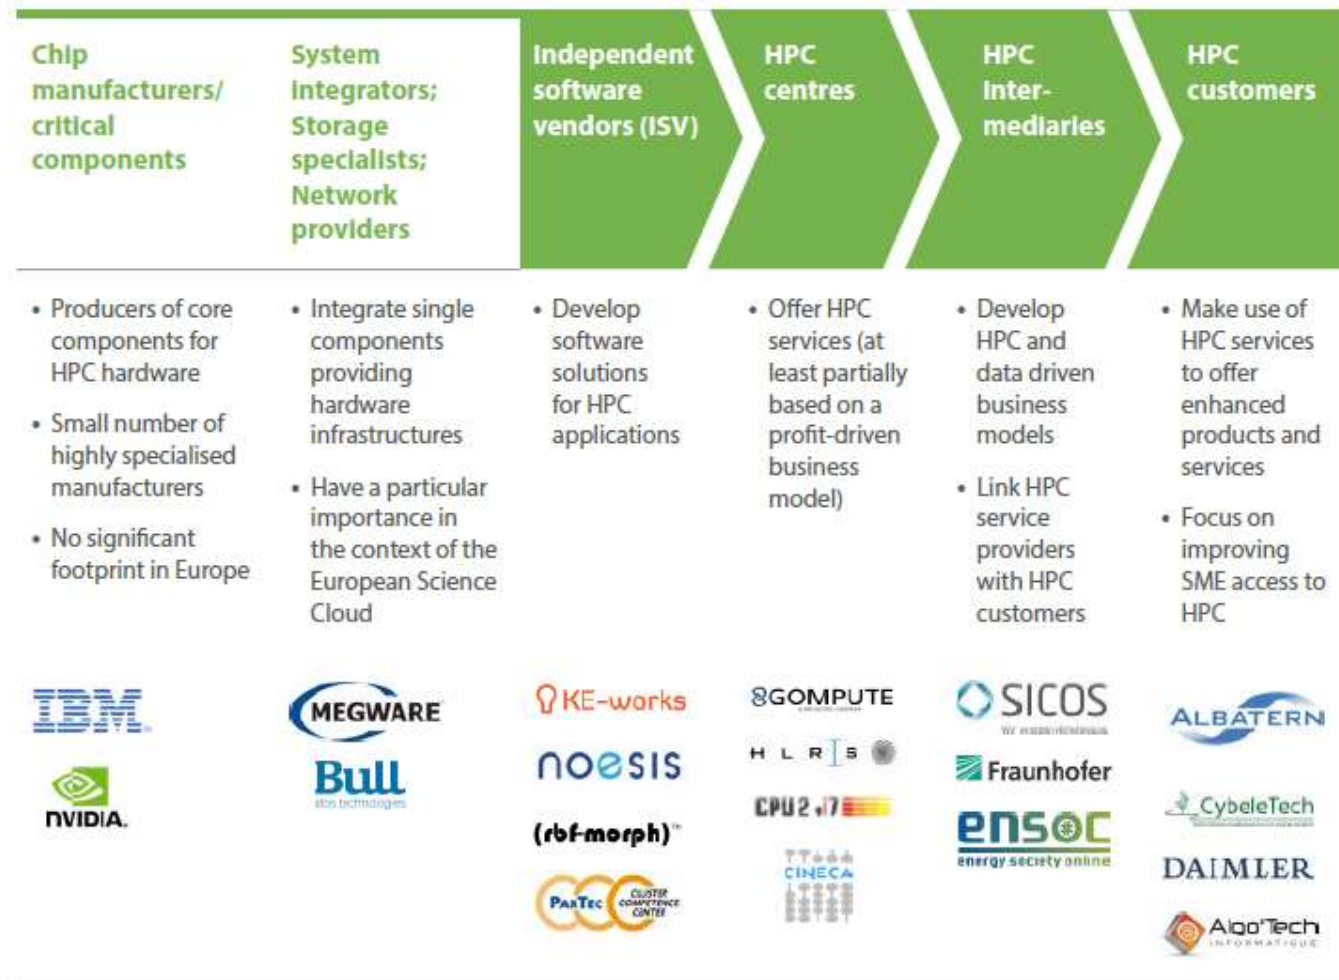 Chip
manufacturers/
critical
components
System
integrators;
Storage
specialists;
Network
providers
Independent
software
vendors (ISV)
HPC
centres
HPC
Inter-
mediaries
HPC
customers
• Producers of core
components for
HPC hardware
• Small number of
highly specialised
manufacturers
• No significant
footprint in Europe
• Integrate single
components
providing
hardware
infrastructures
• Have a particular
importance in
the context of the
European Science
Cloud
• Develop
software
solutions
for HPC
applications
• Offer HPC
services (at
least partially
based on a
profit-driven
business
model)
• Develop
HPC and
data driven
business
models
• Link HPC
service
providers
with HPC
customers
• Make use of
HPC services
to offer
enhanced
products and
services
• Focus on
improving
SME access to
HPC
IBM
NVIDIA.
MEGWARE
Bull
atos technologies
KE-works
noesis
(rbf-morph)™
PARTEC CLUSTER
COMPETENCE
CENTER
GOMPUTE
H L R S
CPU 24/7
CINECA
SICOS
Fraunhofer
ensoc
energy society online
ALBATERN
CybeleTech
DAIMLER
Algo'Tech
INFORMATIQUE